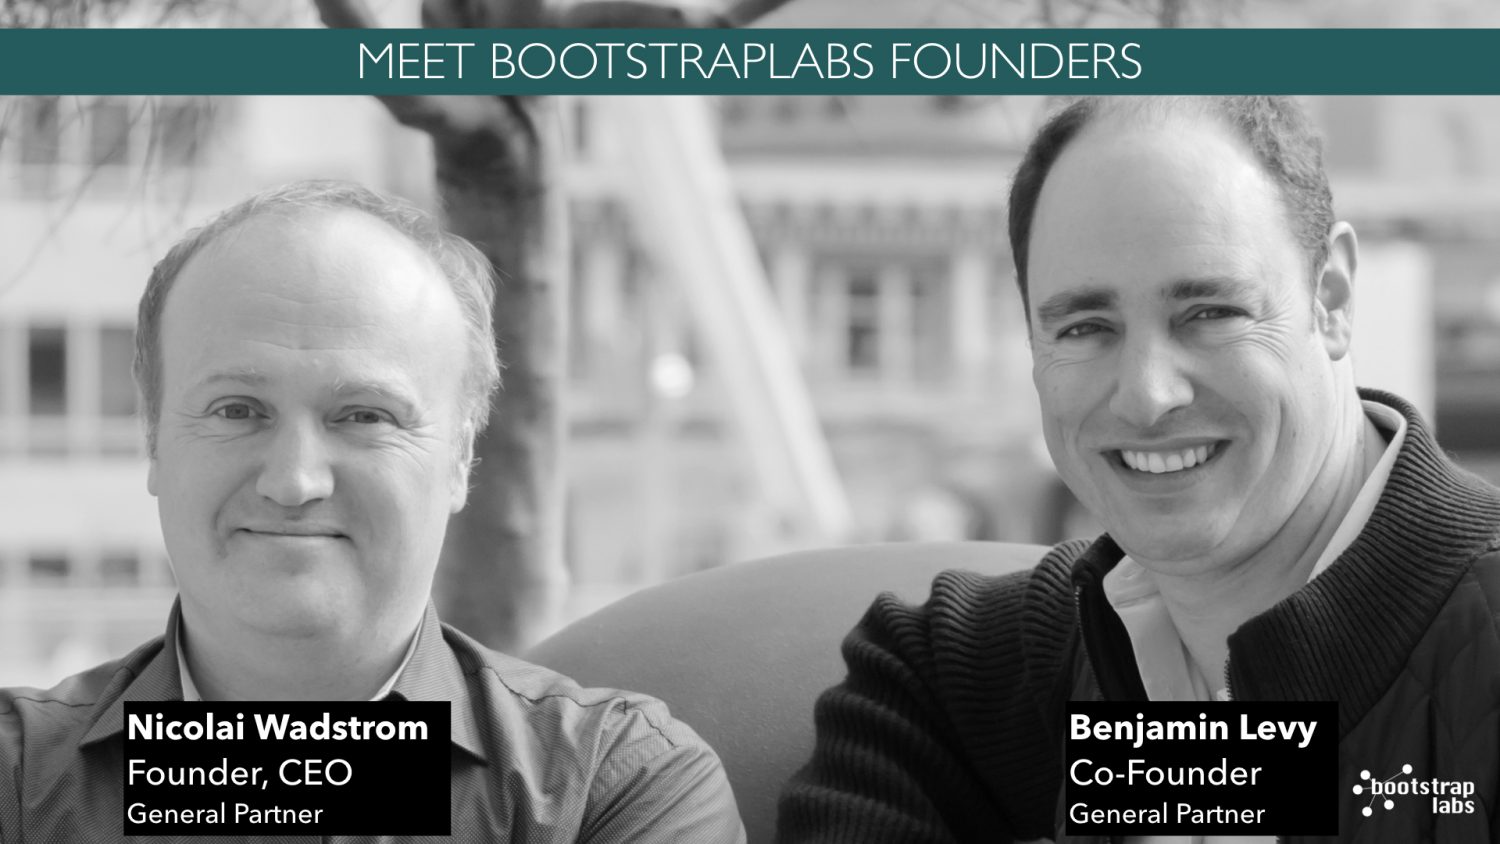 MEET BOOTSTRAPLABS FOUNDERS
Nicolai Wadstrom
Founder, CEO
General Partner
Benjamin Levy
Co-Founder
General Partner
bootstrap
labs